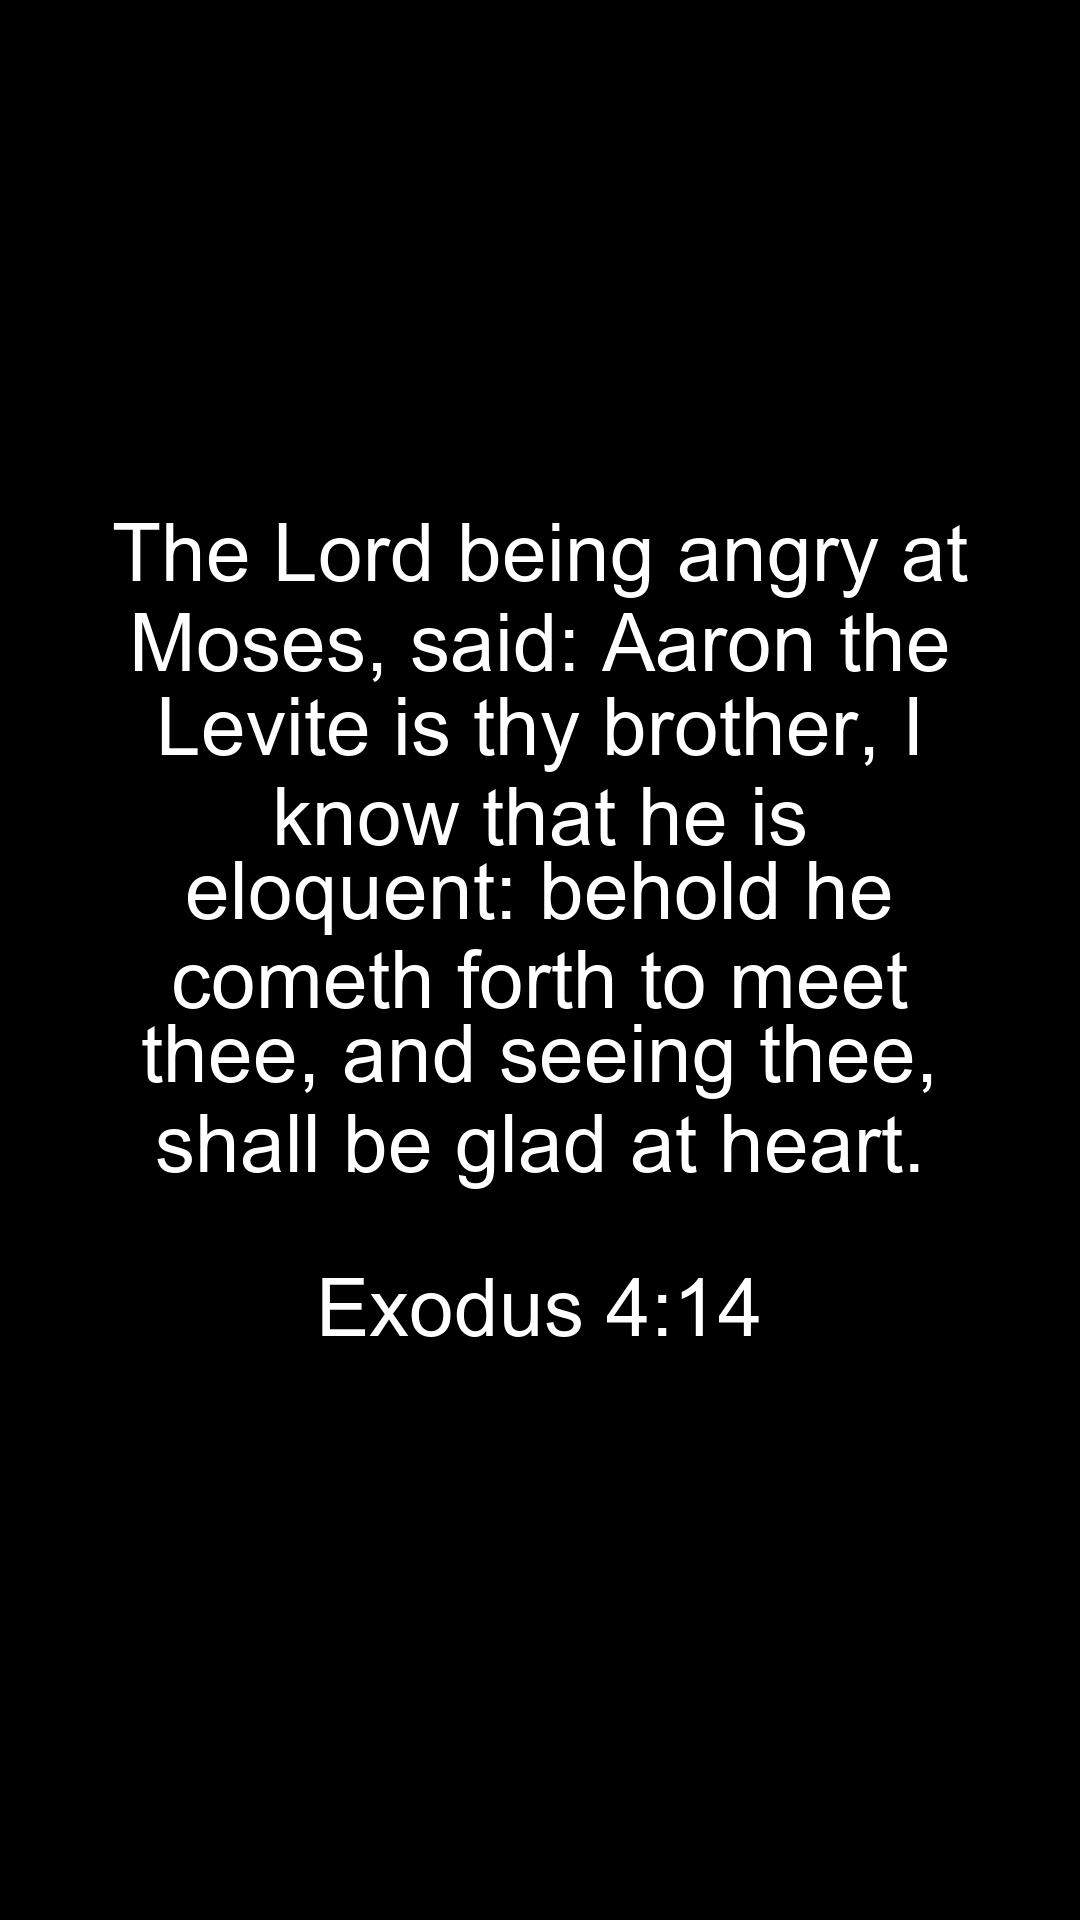 The Lord being angry at
Moses, said: Aaron the
Levite is thy brother, I
know that he is
eloquent: behold he
cometh forth to meet
thee, and seeing thee,
shall be glad at heart.
Exodus 4:14